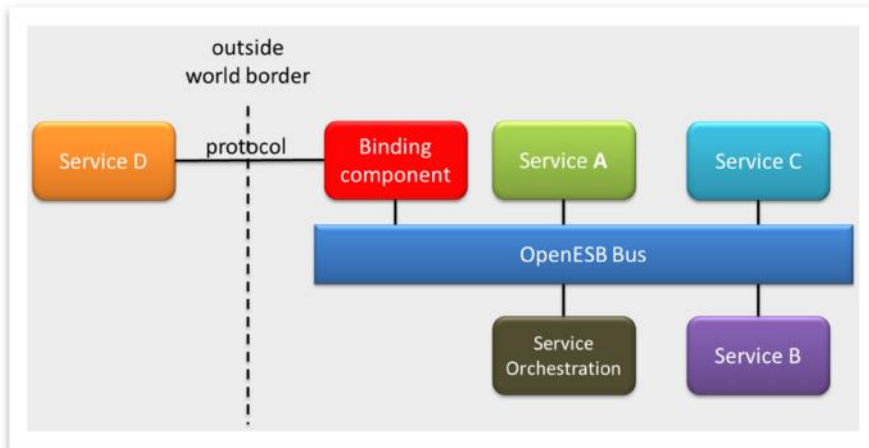 outside
world border
Service D
protocol
Binding
component
Service A
Service C
OpenESB Bus
Service
Orchestration
Service B